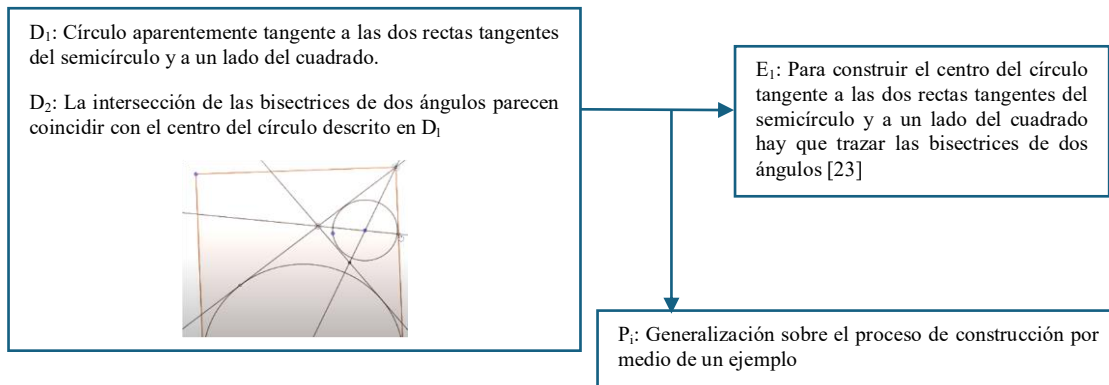 D₁: Círculo aparentemente tangente a las dos rectas tangentes
del semicírculo y a un lado del cuadrado.
D₂: La intersección de las bisectrices de dos ángulos parecen
coincidir con el centro del círculo descrito en D₁
E₁: Para construir el centro del círculo
tangente a las dos rectas tangentes del
semicírculo y a un lado del cuadrado
hay que trazar las bisectrices de dos
ángulos [23]
Pᵢ: Generalización sobre el proceso de construcción por
medio de un ejemplo